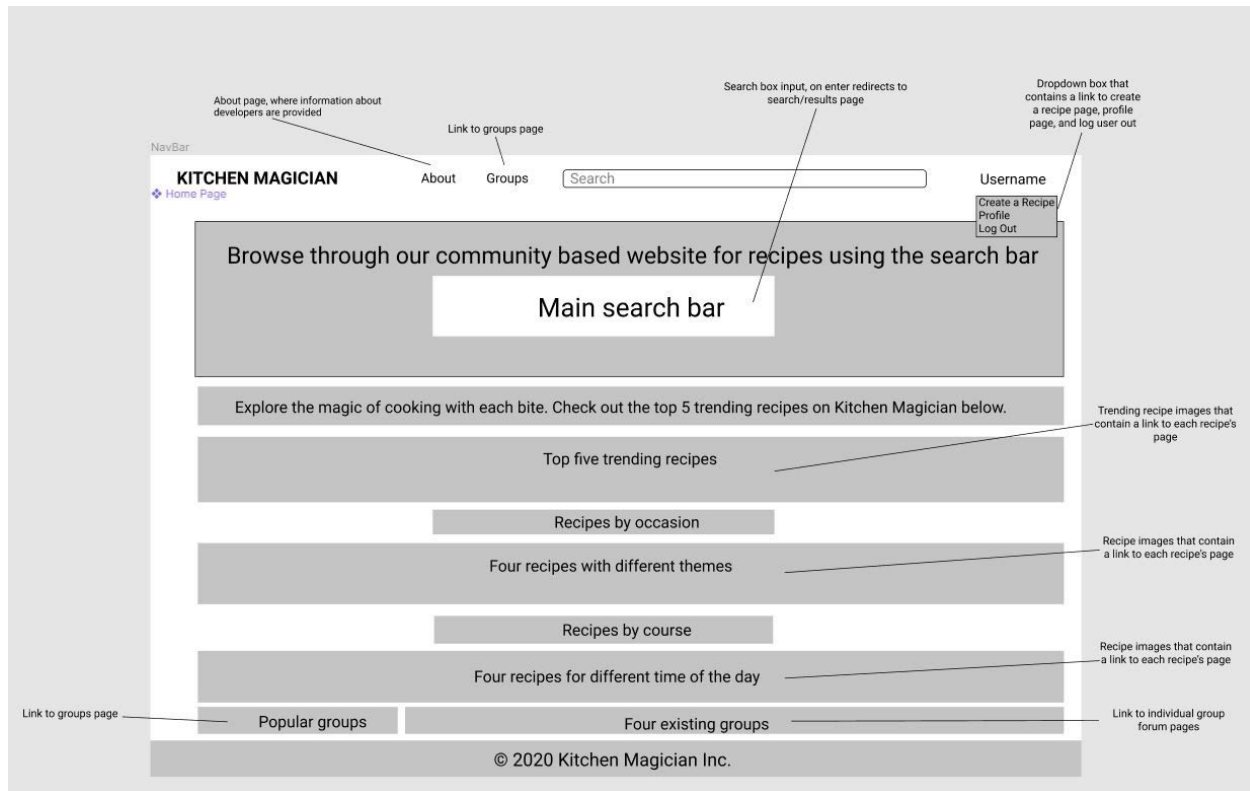 About page, where information about
developers are provided
Link to groups page
Search box input, on enter redirects to
search/results page
Dropdown box that
contains a link to create
a recipe page, profile
page, and log user out
NavBar
KITCHEN MAGICIAN
About
Groups
Search
Username
Home Page
Create a Recipe
Profile
Log Out
Browse through our community based website for recipes using the search bar
Main search bar
Explore the magic of cooking with each bite. Check out the top 5 trending recipes on Kitchen Magician below.
Trending recipe images that
contain a link to each recipe's
page
Top five trending recipes
Recipes by occasion
Four recipes with different themes
Recipe images that contain
a link to each recipe's page
Recipes by course
Four recipes for different time of the day
Recipe images that contain
a link to each recipe's page
Link to groups page
Popular groups
Four existing groups
Link to individual group
forum pages
© 2020 Kitchen Magician Inc.